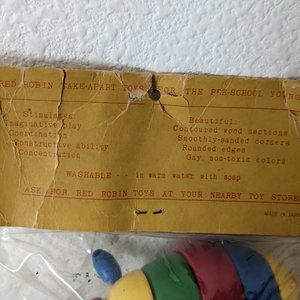 RED ROBIN TAKE-APART TOYS FOR THE PRE-SCHOOL YOUNG
Stimulates:
Imaginative play
Coordination
Constructive ability
Concentration
Beautiful:
Contoured wood sections
Smoothly-sanded corners
Rounded edges
Gay, non-toxic colors
WASHABLE - - in warm water with soap
ASK FOR RED ROBIN TOYS AT YOUR NEARBY TOY STORE
MADE IN JAPAN